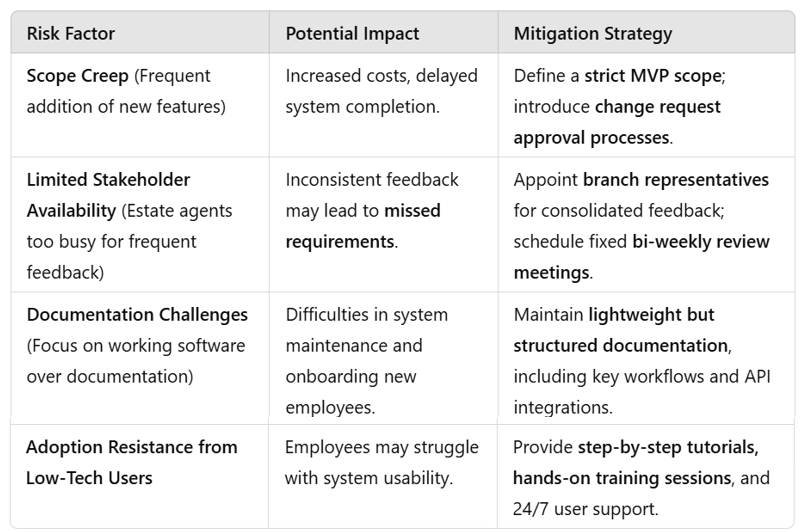 Risk Factor
Potential Impact
Mitigation Strategy
Scope Creep (Frequent
addition of new features)
Increased costs, delayed
system completion.
Define a strict MVP scope;
introduce change request
approval processes.
Limited Stakeholder
Availability (Estate agents
too busy for frequent
feedback)
Inconsistent feedback
may lead to missed
requirements.
Appoint branch representatives
for consolidated feedback;
schedule fixed bi-weekly review
meetings.
Documentation Challenges
(Focus on working software
over documentation)
Difficulties in system
maintenance and
onboarding new
employees.
Maintain lightweight but
structured documentation,
including key workflows and API
integrations.
Adoption Resistance from
Low-Tech Users
Employees may struggle
with system usability.
Provide step-by-step tutorials,
hands-on training sessions, and
24/7 user support.